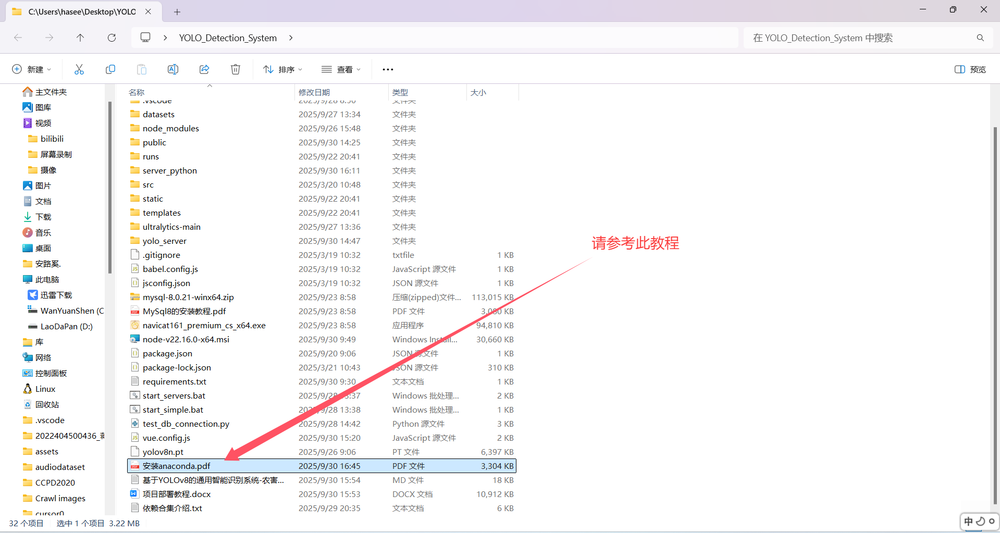 C:\Users\hasee\Desktop\YOLO
YOLO_Detection_System
在 YOLO_Detection_System 中搜索
新建
排序
查看
预览
主文件夹
图库
视频
bilibili
屏幕录制
摄像
图片
文档
下载
音乐
桌面
安路奚.
此电脑
迅雷下载
WanYuanShen (C
LaoDaPan (D:)
库
网络
控制面板
Linux
回收站
.vscode
2022404500436_
assets
audiodataset
CCPD2020
Crawl images
cursor0
名称 修改日期 类型 大小
.vscode 2025/9/28 8:50 文件夹
datasets 2025/9/27 13:34 文件夹
node_modules 2025/9/26 15:48 文件夹
public 2025/9/30 14:25 文件夹
runs 2025/9/22 20:41 文件夹
server_python 2025/9/30 16:11 文件夹
src 2025/3/20 10:48 文件夹
static 2025/9/22 20:41 文件夹
templates 2025/9/22 20:41 文件夹
ultralytics-main 2025/9/27 13:36 文件夹
yolo_server 2025/9/30 14:47 文件夹
.gitignore 2025/3/19 10:32 txtfile 1 KB
babel.config.js 2025/3/19 10:32 JavaScript 源文件 1 KB
jsconfig.json 2025/3/19 10:32 JSON 源文件 1 KB
mysql-8.0.21-winx64.zip 2025/9/23 8:58 压缩(zipped)文件... 113,015 KB
MySql8的安装教程.pdf 2025/9/23 8:58 PDF 文件 3,080 KB
navicat161_premium_cs_x64.exe 2025/9/23 8:58 应用程序 94,810 KB
node-v22.16.0-x64.msi 2025/9/30 9:49 Windows Install... 30,660 KB
package.json 2025/9/20 9:06 JSON 源文件 1 KB
package-lock.json 2025/3/21 10:43 JSON 源文件 310 KB
requirements.txt 2025/9/30 9:30 文本文档 1 KB
start_servers.bat 2025/9/28 :37 Windows 批处理... 2 KB
start_simple.bat 2025/9/28 13:38 Windows 批处理... 1 KB
test_db_connection.py 2025/9/28 14:42 Python 源文件 3 KB
vue.config.js 2025/9/30 15:20 JavaScript 源文件 2 KB
yolov8n.pt 2025/9/26 9:06 PT 文件 6,397 KB
安装anaconda.pdf 2025/9/30 16:45 PDF 文件 3,304 KB
基于YOLOv8的通用智能识别系统-农害... 2025/9/30 15:54 MD 文件 18 KB
项目部署教程.docx 2025/9/30 15:53 DOCX 文档 10,912 KB
依赖合集介绍.txt 2025/9/29 20:35 文本文档 6 KB
请参考此教程
32 个项目 选中 1 个项目 3.22 MB
中